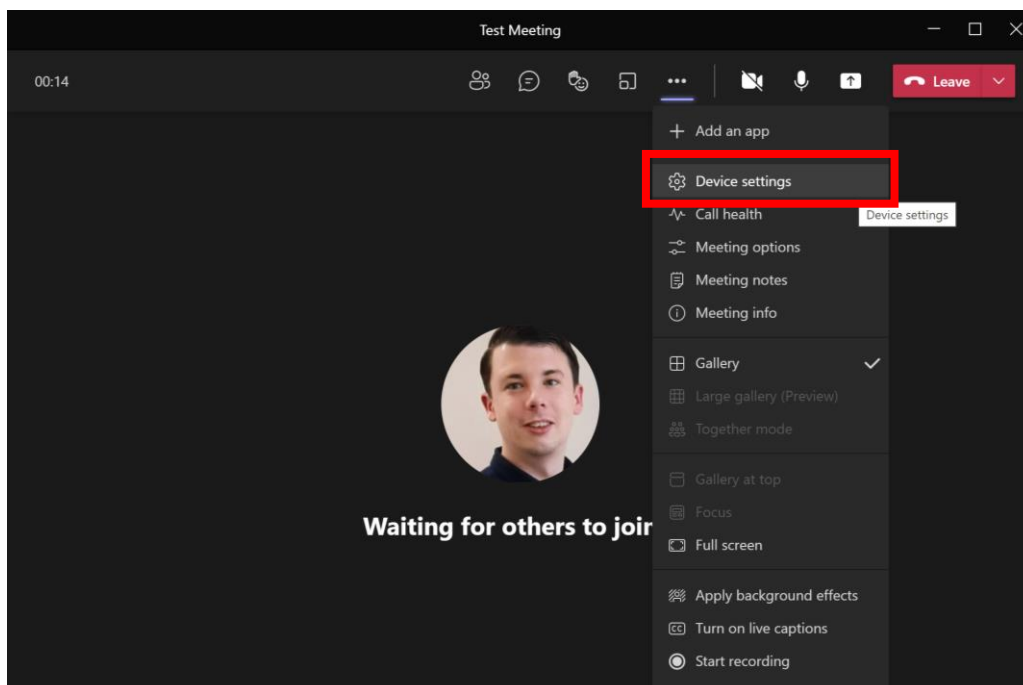 Test Meeting
00:14
Leave
Add an app
Device settings
Call health
Device settings
Meeting options
Meeting notes
Meeting info
Gallery
Large gallery (Preview)
Together mode
Gallery at top
Focus
Waiting for others to join
Full screen
Apply background effects
CC Turn on live captions
Start recording